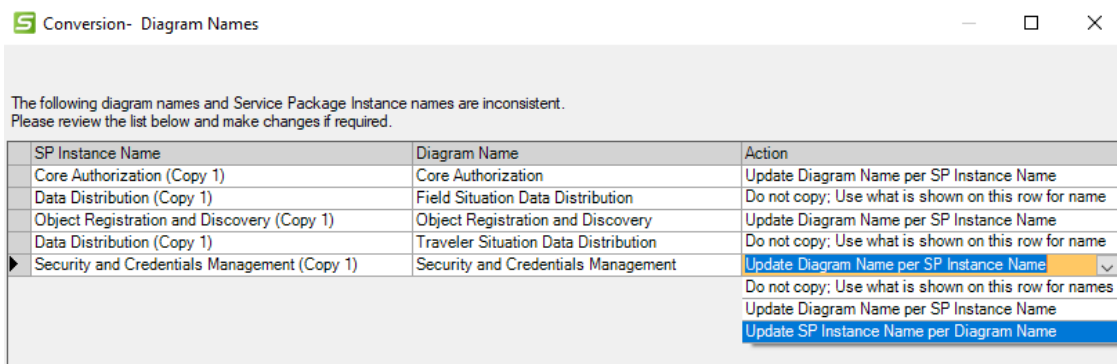 Conversion- Diagram Names
The following diagram names and Service Package Instance names are inconsistent.
Please review the list below and make changes if required.
SP Instance Name Diagram Name Action
Core Authorization (Copy 1) Core Authorization Update Diagram Name per SP Instance Name
Data Distribution (Copy 1) Field Situation Data Distribution Do not copy; Use what is shown on this row for name
Object Registration and Discovery (Copy 1) Object Registration and Discovery Update Diagram Name per SP Instance Name
Data Distribution (Copy 1) Traveler Situation Data Distribution Do not copy; Use what is shown on this row for name
Security and Credentials Management (Copy 1) Security and Credentials Management Update Diagram Name per SP Instance Name
Do not copy; Use what is shown on this row for names
Update Diagram Name per SP Instance Name
Update SP Instance Name per Diagram Name